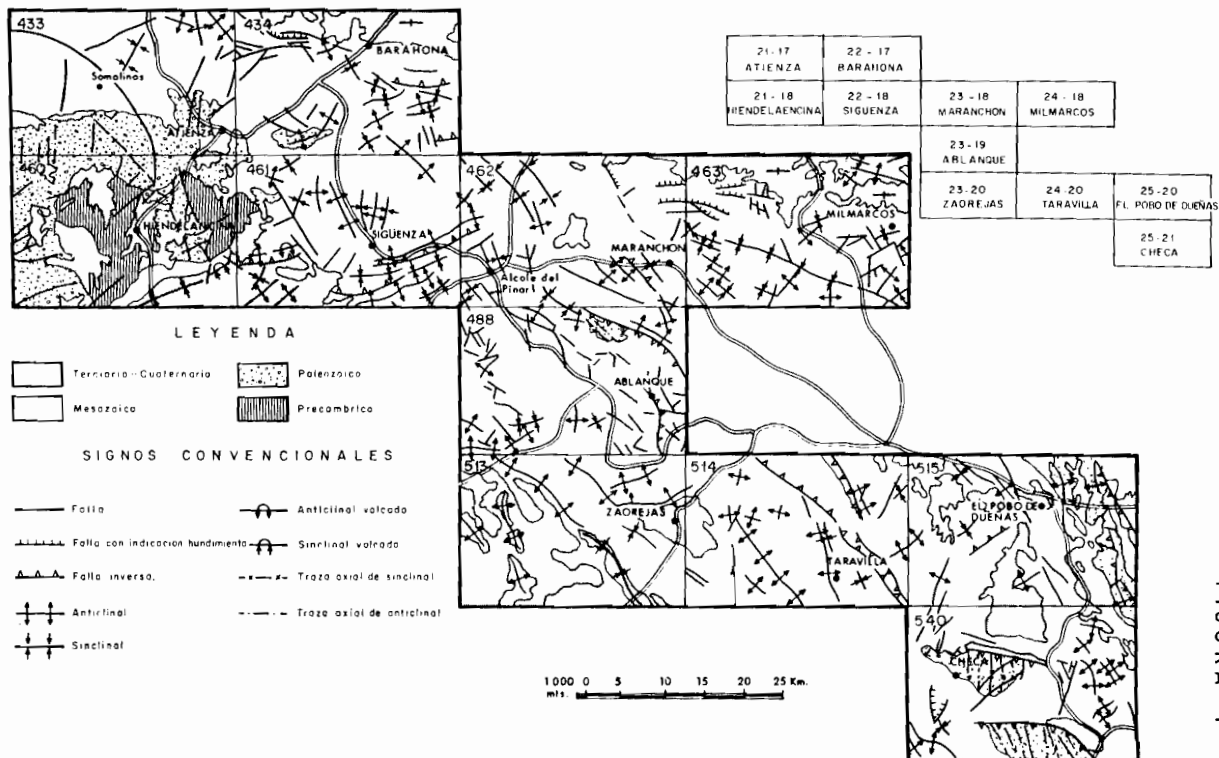 433
434
BARAHONA
Somolinos
ATIENZA
460
461
462
463
HIENDELANCINA
SIGÜENZA
MARANCHON
MILMARCOS
Alcole del
Pinar
488
ABLANQUE
513
514
515
ZAOREJAS
TARAVILLA
EL POBO DE
DUEÑAS
540
CHECA
21-17
ATIENZA
22-17
BARAHONA
21-18
HIENDELAENCINA
22-18
SIGUENZA
23-18
MARANCHON
24-18
MILMARCOS
23-19
ABLANQUE
23-20
ZAOREJAS
24-20
TARAVILLA
25-20
EL POBO DE DUEÑAS
25-21
CHECA
LEYENDA
Terciario-Cuaternario
Paleozoico
Mesozoico
Precambrico
SIGNOS CONVENCIONALES
Falla
Anticlinal volcado
Falla con indicacion hundimiento
Sinclinal volcado
Falla inversa.
Traza axial de sinclinal
Anticlinal
Traza axial de anticlinal
Sinclinal
1000 0 5 10 15 20 25 Km.
mts.